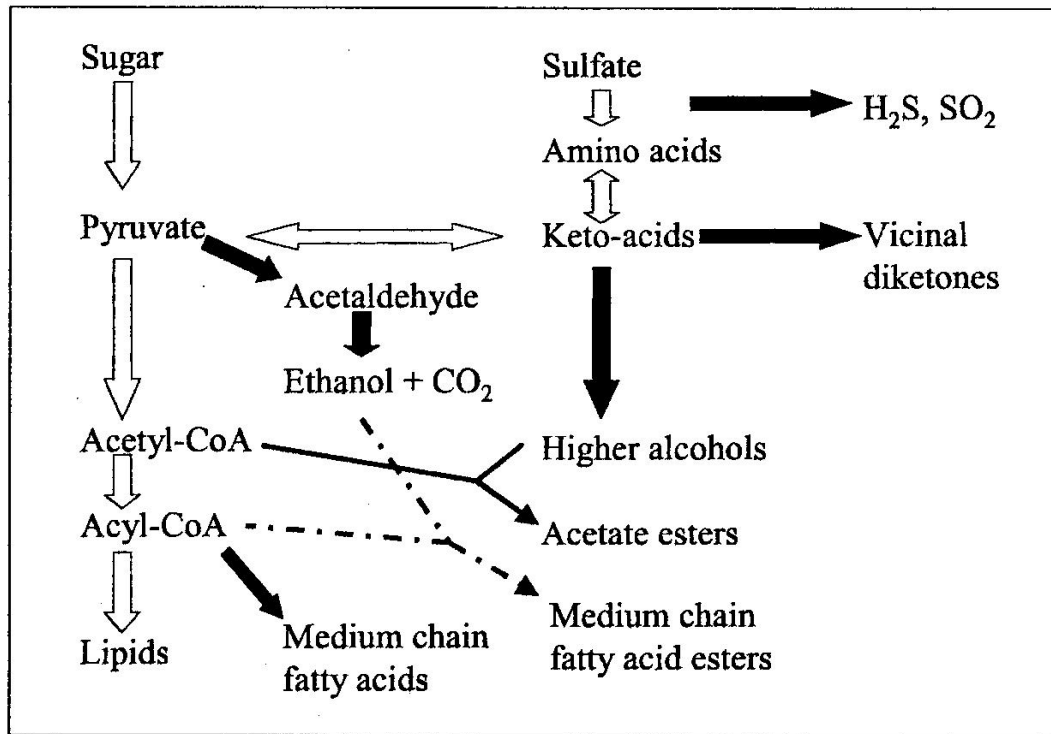 Sugar
Sulfate
H₂S, SO₂
Amino acids
Pyruvate
Keto-acids
Vicinal
diketones
Acetaldehyde
Ethanol + CO₂
Acetyl-CoA
Higher alcohols
Acyl-CoA
Acetate esters
Lipids
Medium chain
fatty acids
Medium chain
fatty acid esters